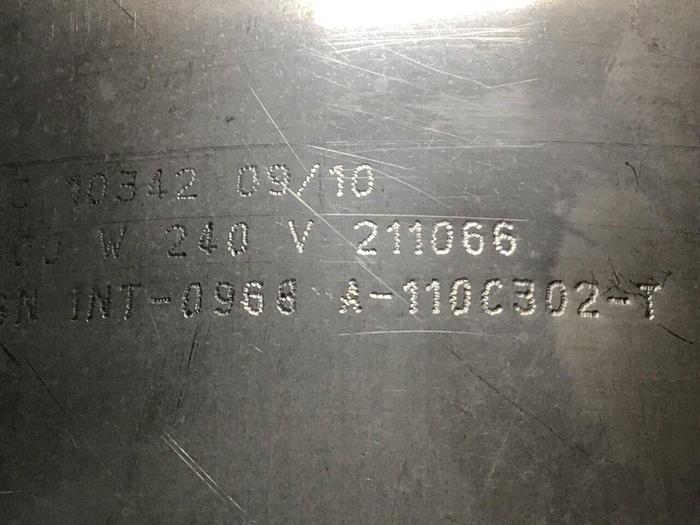 10342 09/10
W 240 V 211066
INT-0968 A-110C302-T